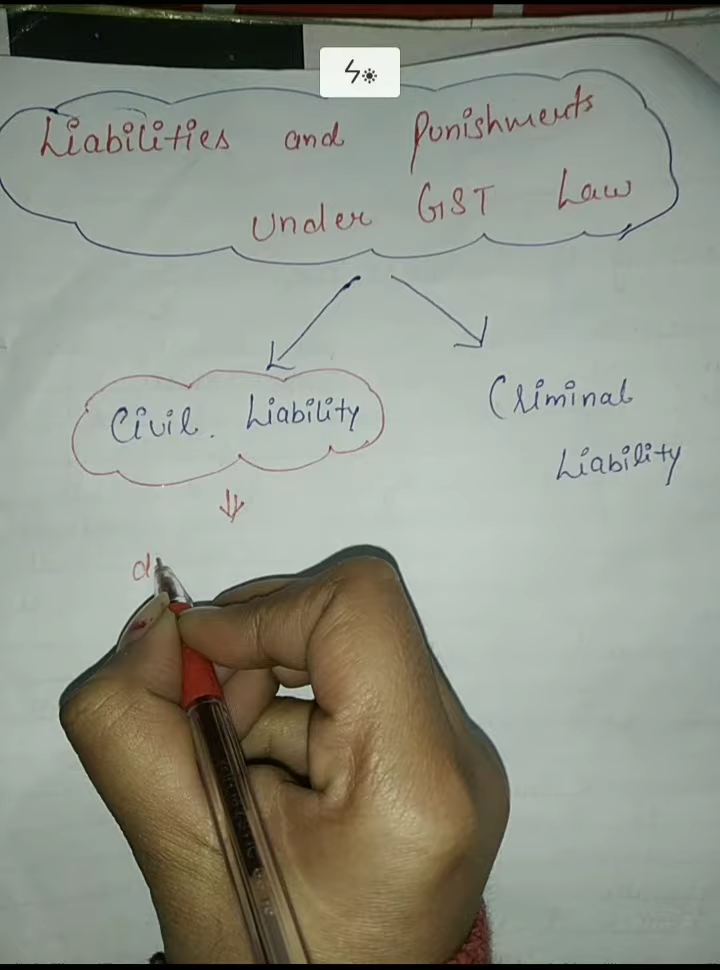 Liabilities and Punishments
Under GST Law
Civil. Liability
Criminal
Liability
d